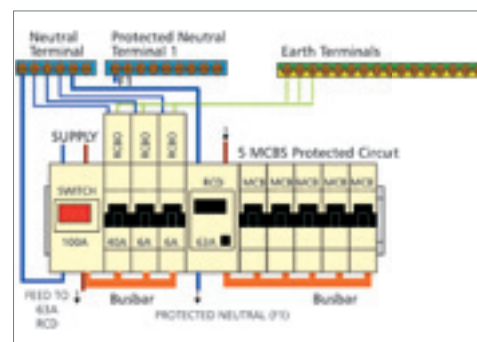 Neutral
Terminal
Protected Neutral
Terminal 1
Earth Terminals
SUPPLY
RCBO
RCBO
RCBO
5 MCBS Protected Circuit
SWITCH
RCD
MCB
MCB
MCB
MCB
MCB
100A
40A
6A
6A
63A
FEED TO
63A
RCD
Busbar
PROTECTED NEUTRAL (F1)
Busbar